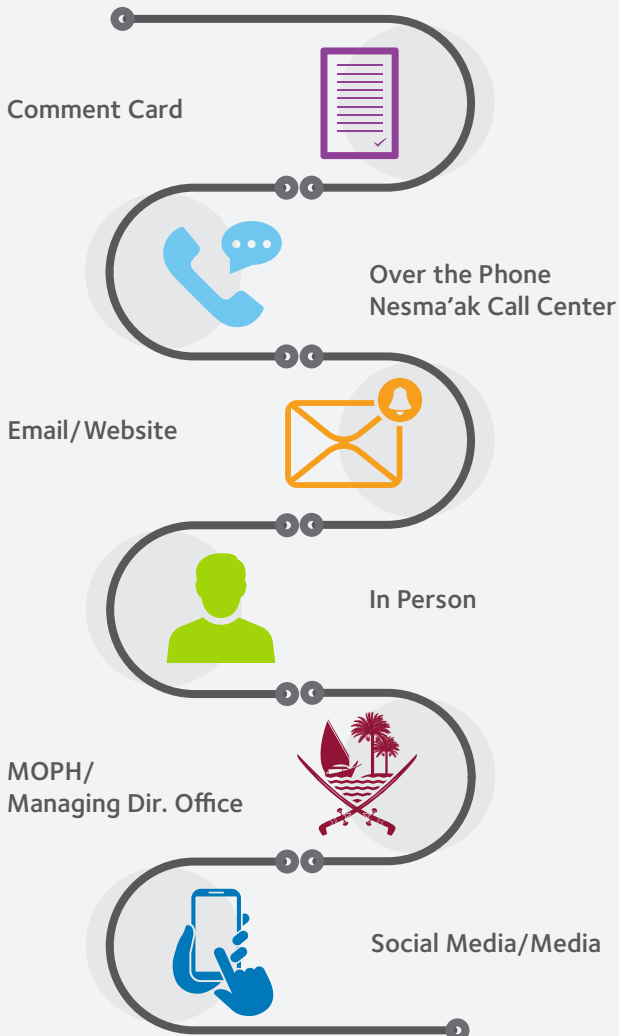 Comment Card
Over the Phone
Nesma’ak Call Center
Email/Website
In Person
MOPH/
Managing Dir. Office
Social Media/Media